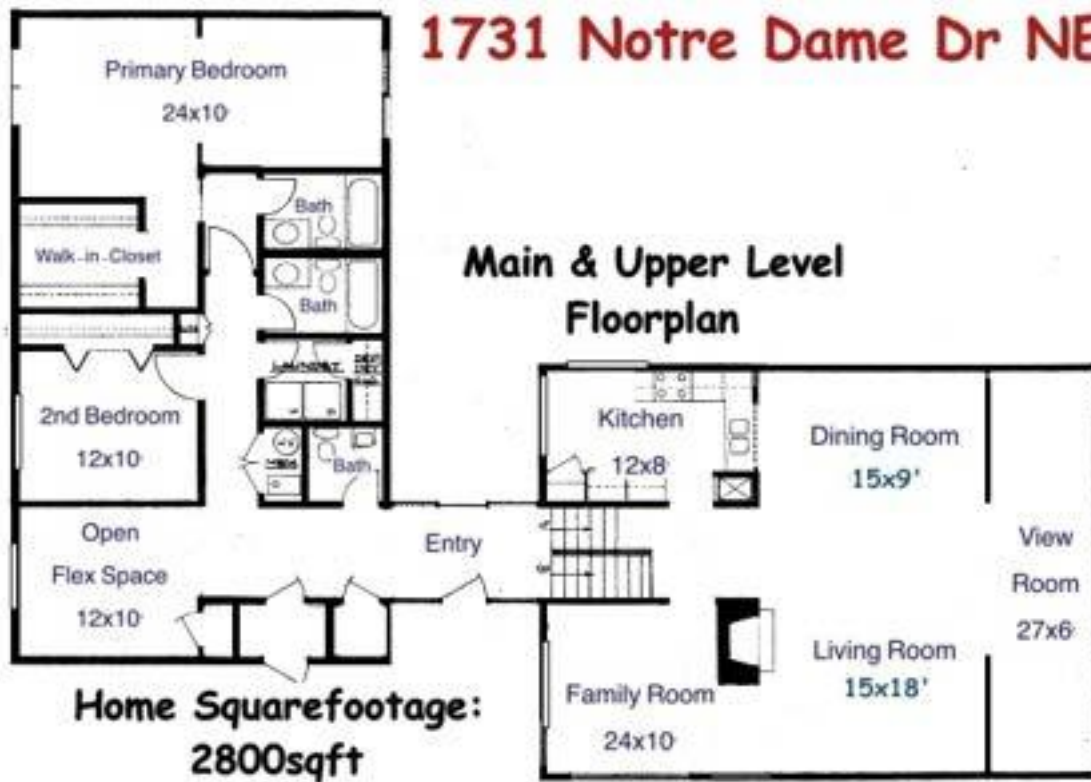 1731 Notre Dame Dr NE
Primary Bedroom
24x10'
Bath
Walk-in-Closet
Bath
Main & Upper Level
Floorplan
2nd Bedroom
12x10'
Bath
Kitchen
12x8'
Dining Room
15x9'
Open
Flex Space
12x10'
Entry
View
Room
27x6'
Living Room
15x18'
Family Room
24x10'
Home Squarefootage:
2800sqft